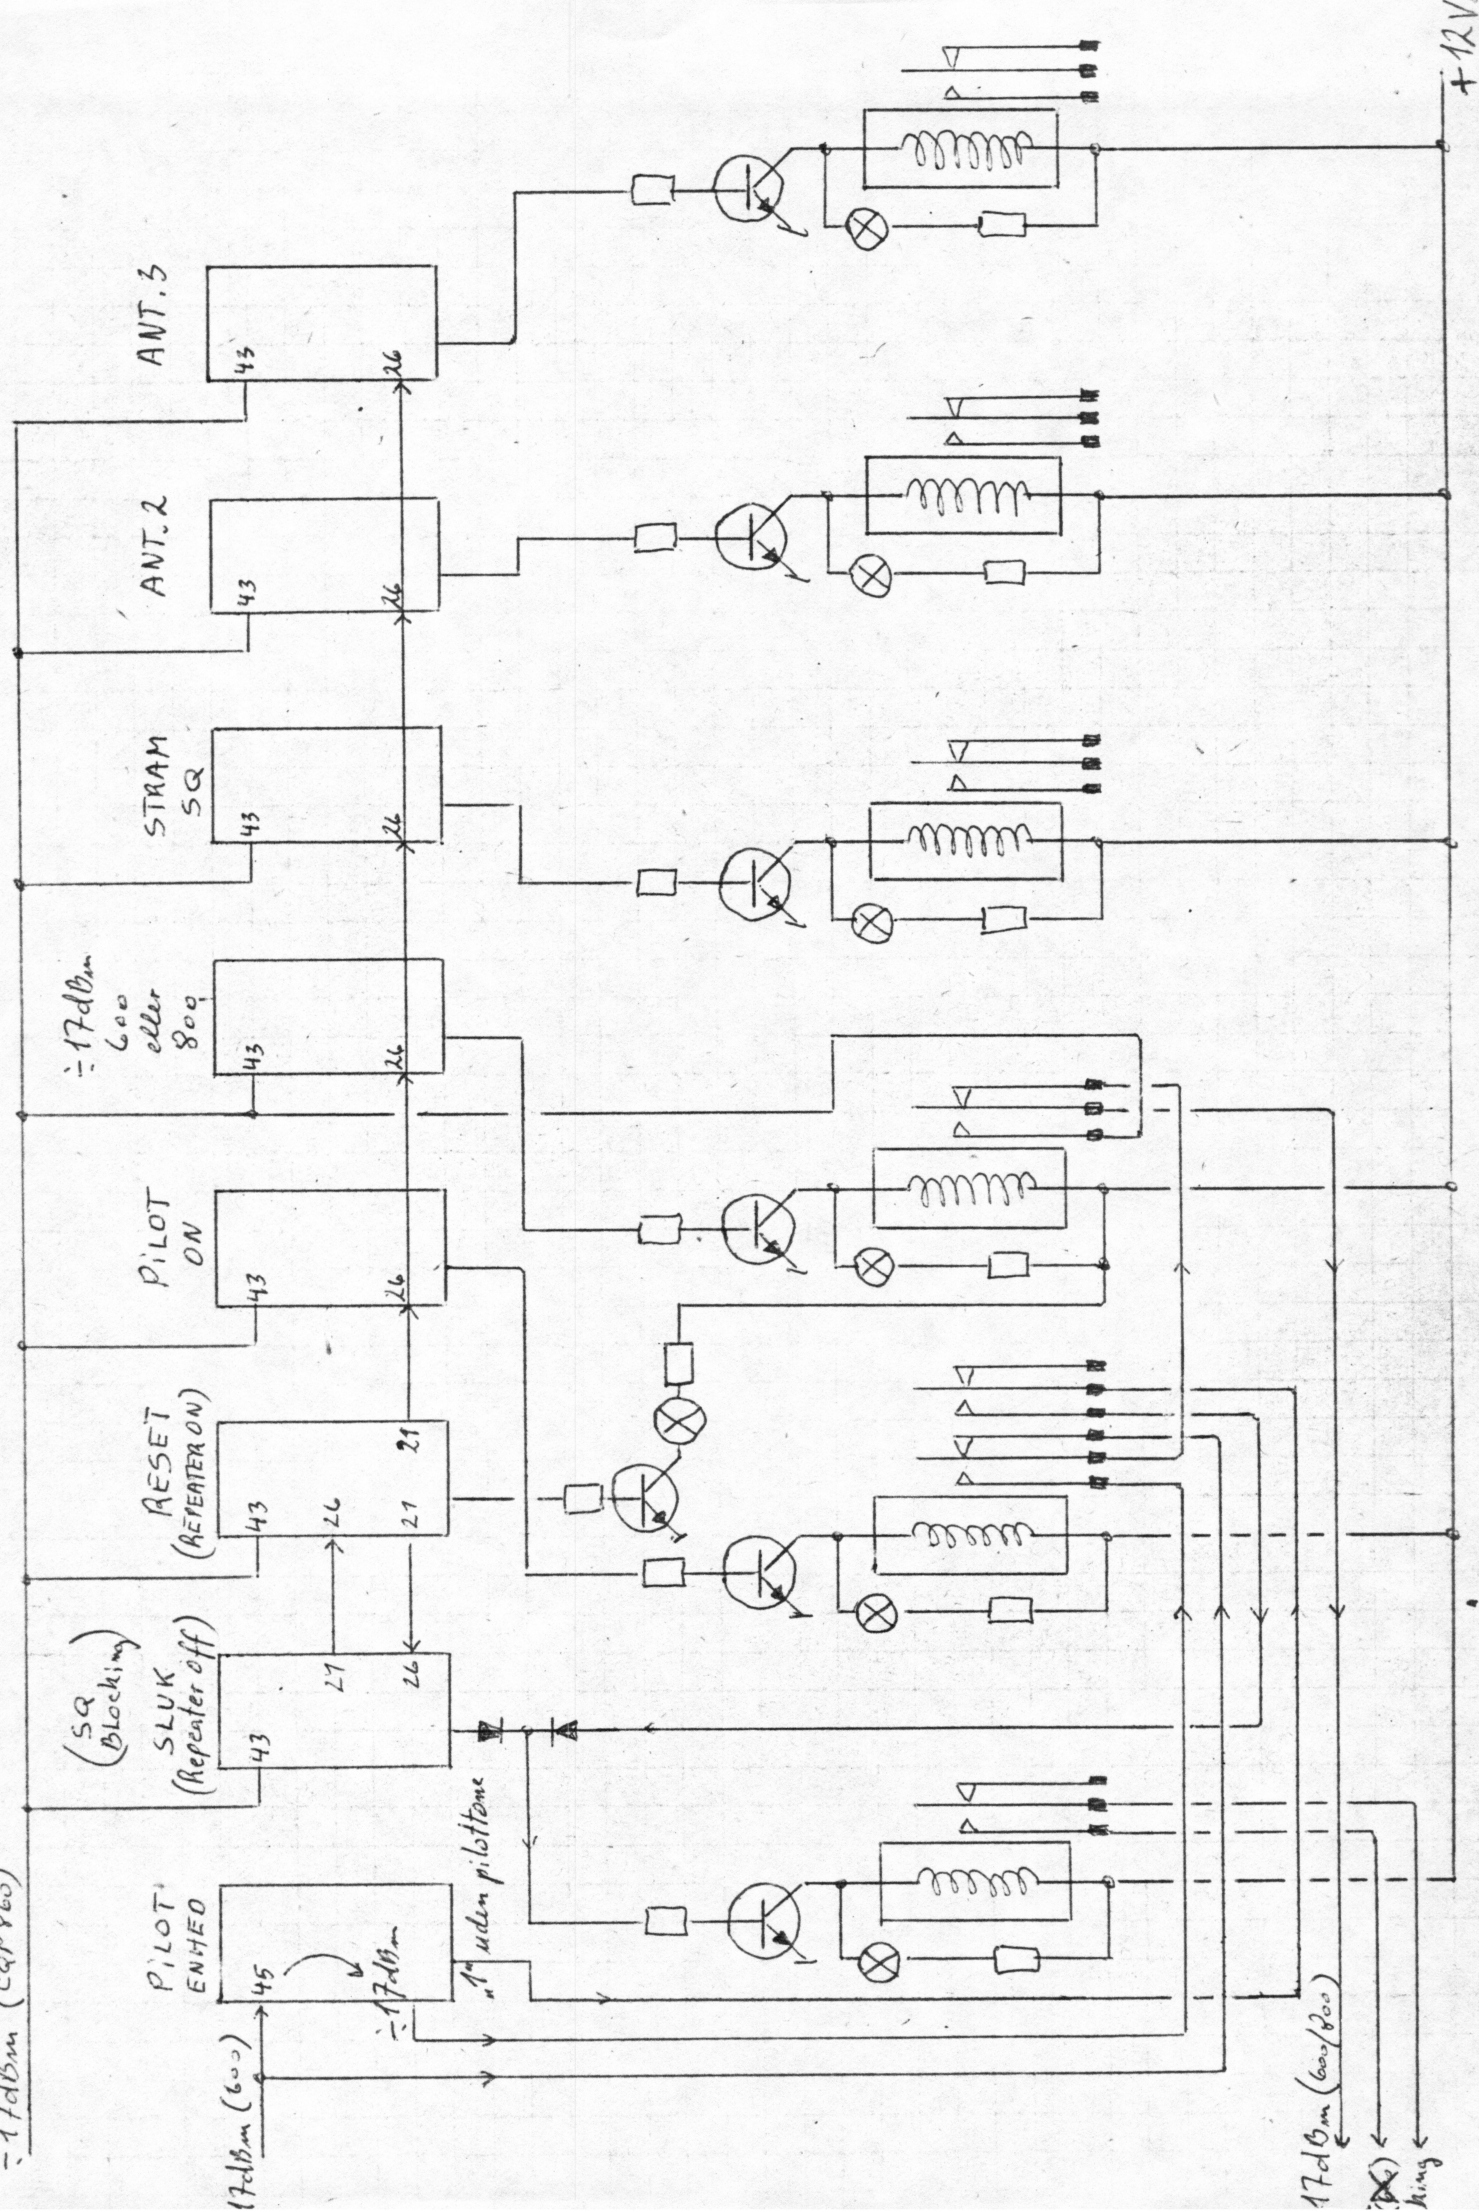 ÷17dBm
17dBm (600)
PILOT
ENHED
45
÷17dBm
„1“ uden pilottone
(SQ
Blocking)
SLUK
(Repeater off)
43
27
26
RESET
(REPEATER ON)
43
26
21
21
PILOT
ON
43
26
÷17dBm
600
eller
800
43
26
STRAM
SQ
43
26
ANT.2
43
26
ANT.3
43
26
17dBm (600/800)
king
+12V